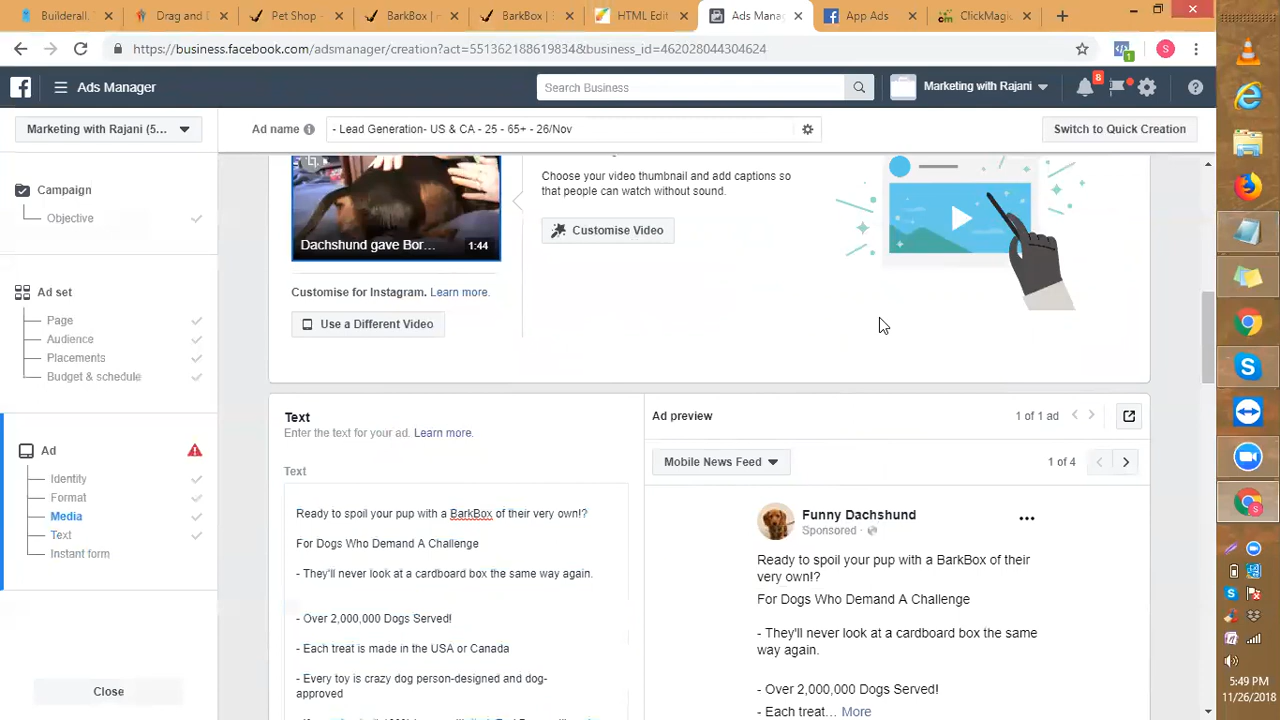 Builderall.
Drag and D
Pet Shop -
BarkBox | H
BarkBox | S
HTML Edit
Ads Mana
App Ads
ClickMagic
https://business.facebook.com/adsmanager/creation?act=551362188619834&business_id=462028044304624
Ads Manager
Search Business
Marketing with Rajani
8
Marketing with Rajani (5...
Ad name
- Lead Generation- US & CA - 25 - 65+ - 26/Nov
Switch to Quick Creation
Campaign
Objective
Ad set
Page
Audience
Placements
Budget & schedule
Ad
Identity
Format
Media
Text
Instant form
Close
Dachshund gave Bor... 1:44
Choose your video thumbnail and add captions so
that people can watch without sound.
Customise Video
Customise for Instagram. Learn more.
Use a Different Video
Text
Enter the text for your ad. Learn more.
Text
Ready to spoil your pup with a BarkBox of their very own!?
For Dogs Who Demand A Challenge
- They'll never look at a cardboard box the same way again.
- Over 2,000,000 Dogs Served!
- Each treat is made in the USA or Canada
- Every toy is crazy dog person-designed and dog-
approved
Ad preview
1 of 1 ad
Mobile News Feed
1 of 4
Funny Dachshund
Sponsored ·
Ready to spoil your pup with a BarkBox of their
very own!?
For Dogs Who Demand A Challenge
- They'll never look at a cardboard box the same
way again.
- Over 2,000,000 Dogs Served!
- Each treat... More
5:49 PM
11/26/2018